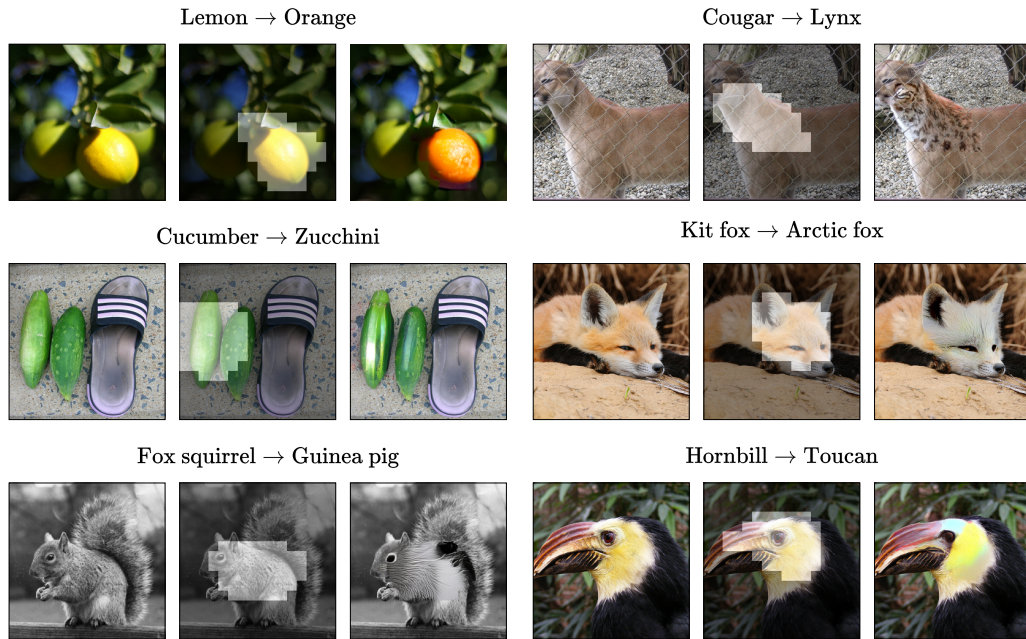 Lemon → Orange
Cougar → Lynx
Cucumber → Zucchini
Kit fox → Arctic fox
Fox squirrel → Guinea pig
Hornbill → Toucan